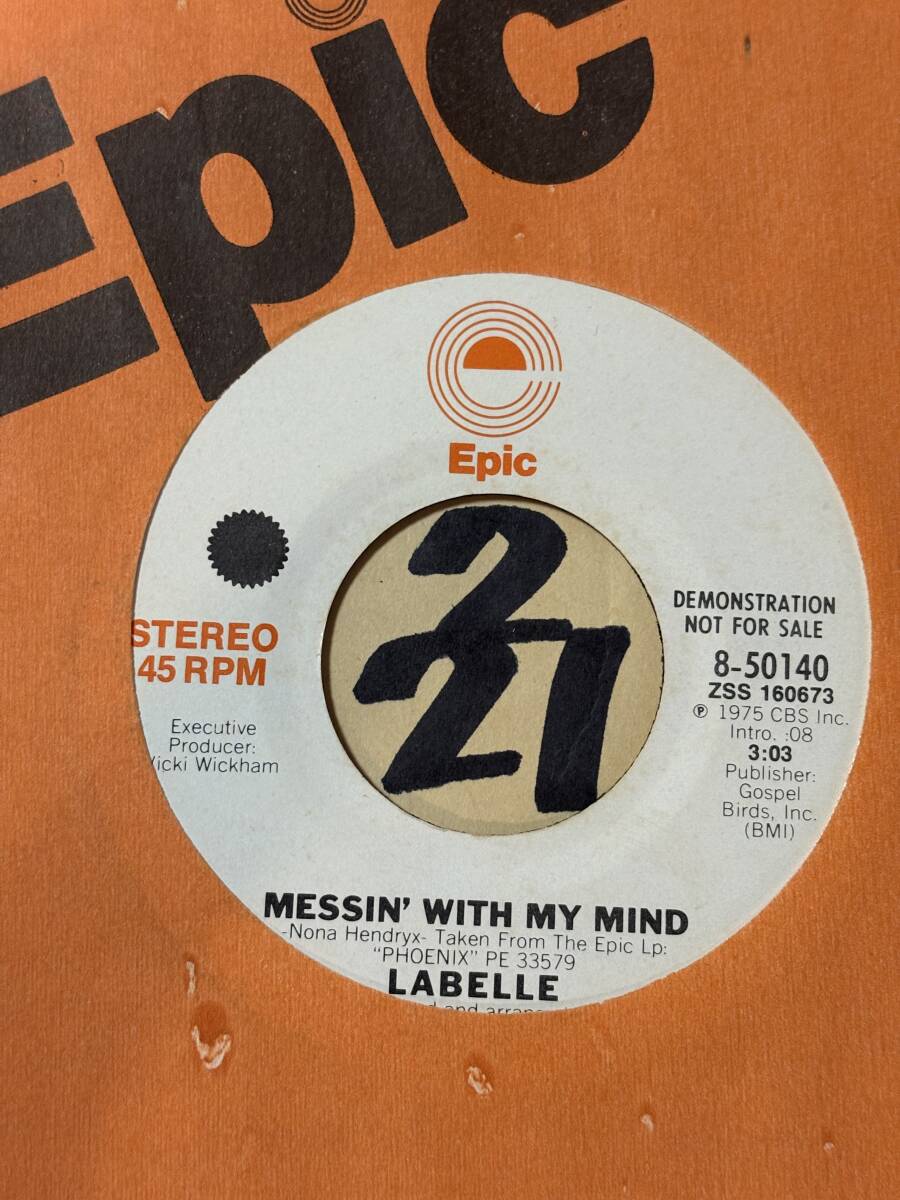 Epic
Epic
STEREO
45 RPM
Executive
Producer:
Vicki Wickham
2
21
DEMONSTRATION
NOT FOR SALE
8-50140
ZSS 160673
℗ 1975 CBS Inc.
Intro. :08
3:03
Publisher:
Gospel
Birds, Inc.
(BMI)
MESSIN' WITH MY MIND
-Nona Hendryx- Taken From The Epic Lp:
"PHOENIX" PE 33579
LABELLE
and